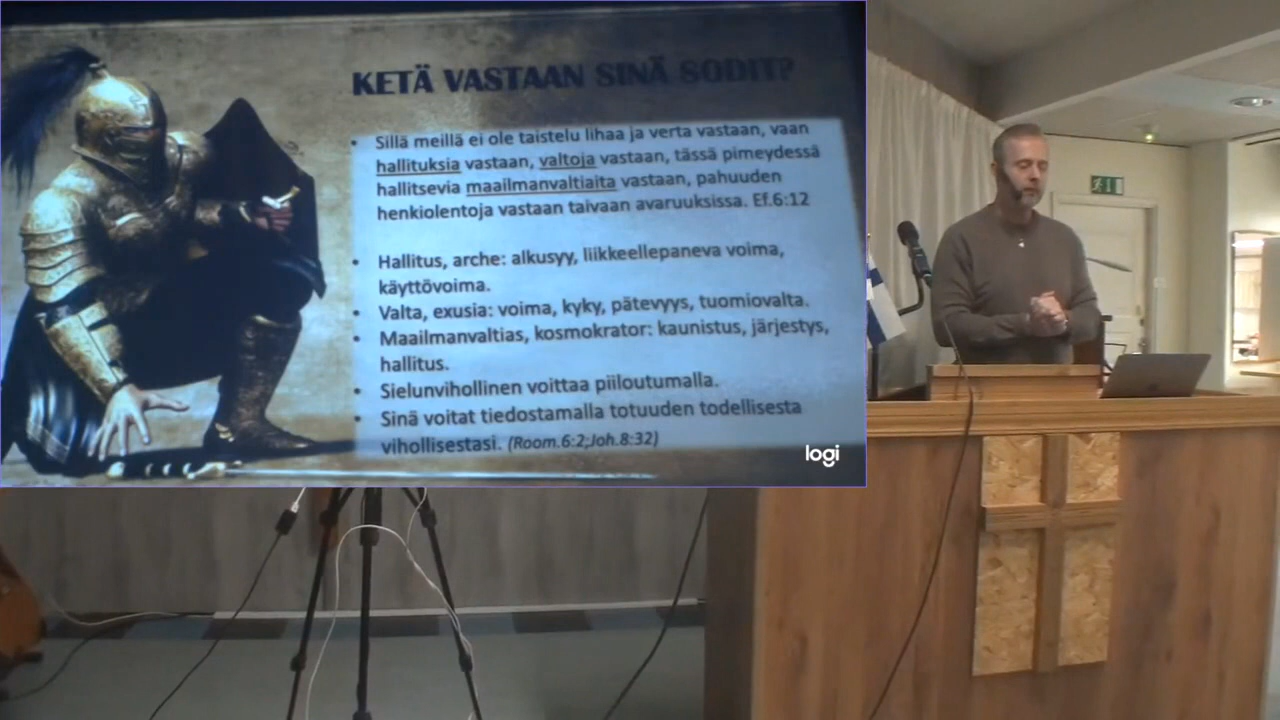 KETÄ VASTAAN SINÄ SODIT?
• Sillä meillä ei ole taistelu lihaa ja verta vastaan, vaan
hallituksia vastaan, valtoja vastaan, tässä pimeydessä
hallitsevia maailmanvaltiaita vastaan, pahuuden
henkiolentoja vastaan taivaan avaruuksissa. Ef.6:12
• Hallitus, arche: alkusyy, liikkeellepaneva voima,
käyttövoima.
• Valta, exusia: voima, kyky, pätevyys, tuomiovalta.
• Maailmanvaltias, kosmokrator: kaunistus, järjestys,
hallitus.
• Sielunvihollinen voittaa piiloutumalla.
• Sinä voitat tiedostamalla totuuden todellisesta
vihollisestasi. (Room.6:2;Joh.8:32)
logi